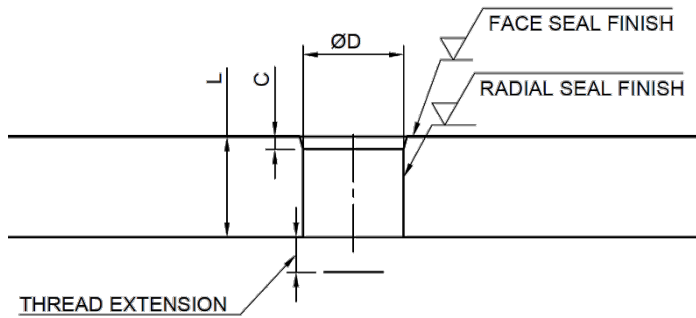 FACE SEAL FINISH
ØD
L
C
RADIAL SEAL FINISH
THREAD EXTENSION